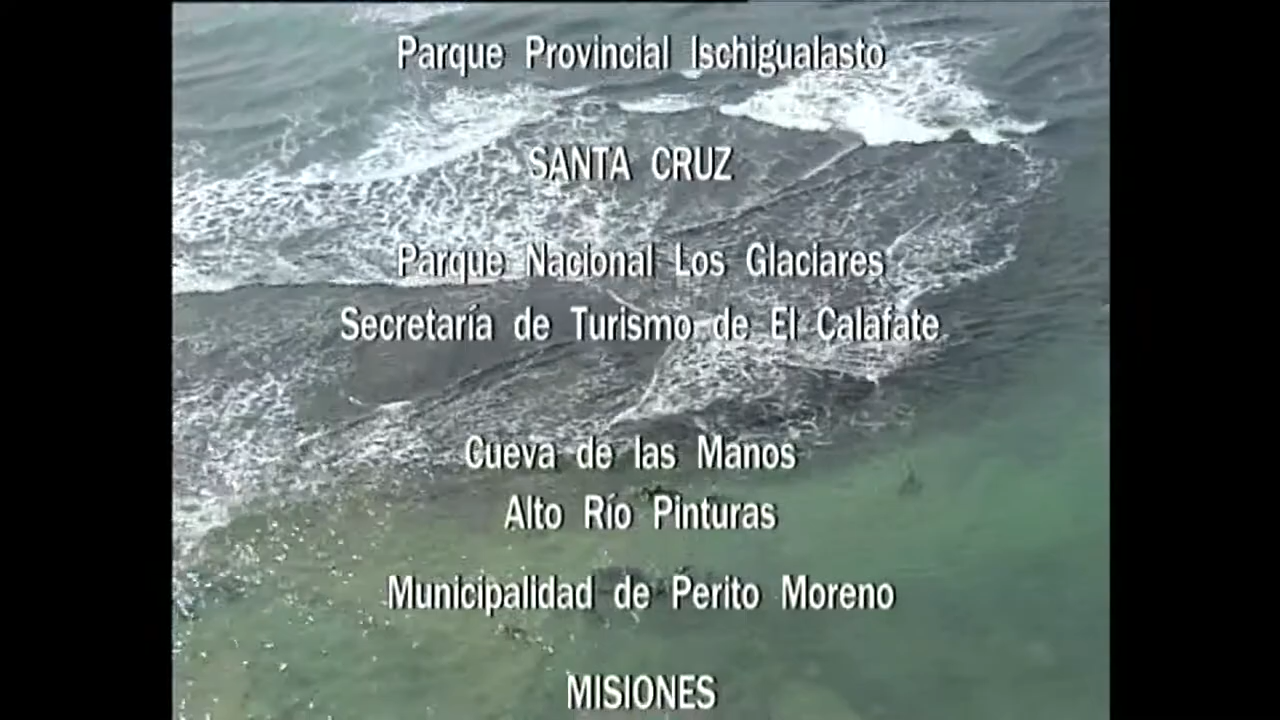 Parque Provincial Ischigualasto
SANTA CRUZ
Parque Nacional Los Glaciares
Secretaría de Turismo de El Calafate
Cueva de las Manos
Alto Río Pinturas
Municipalidad de Perito Moreno
MISIONES